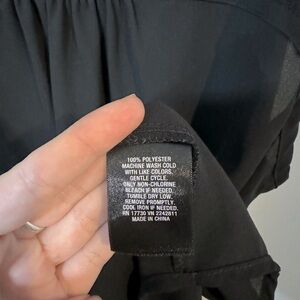 100% POLYESTER
MACHINE WASH COLD
WITH LIKE COLORS.
GENTLE CYCLE.
ONLY NON-CHLORINE
BLEACH IF NEEDED.
TUMBLE DRY LOW.
REMOVE PROMPTLY.
COOL IRON IF NEEDED.
RN 17730 VN 2242811
MADE IN CHINA